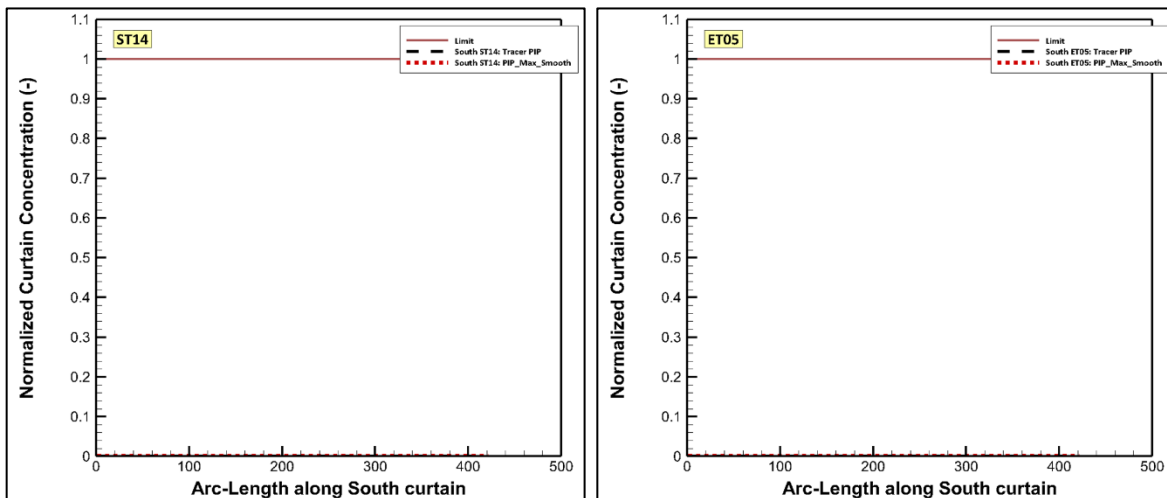 ST14
Limit
South ST14: Tracer PIP
South ST14: PIP_Max_Smooth
Normalized Curtain Concentration (-)
1.1
1
0.9
0.8
0.7
0.6
0.5
0.4
0.3
0.2
0.1
0
0 100 200 300 400 500
Arc-Length along South curtain
ET05
Limit
South ET05: Tracer PIP
South ET05: PIP_Max_Smooth
Normalized Curtain Concentration (-)
1.1
1
0.9
0.8
0.7
0.6
0.5
0.4
0.3
0.2
0.1
0
0 100 200 300 400 500
Arc-Length along South curtain